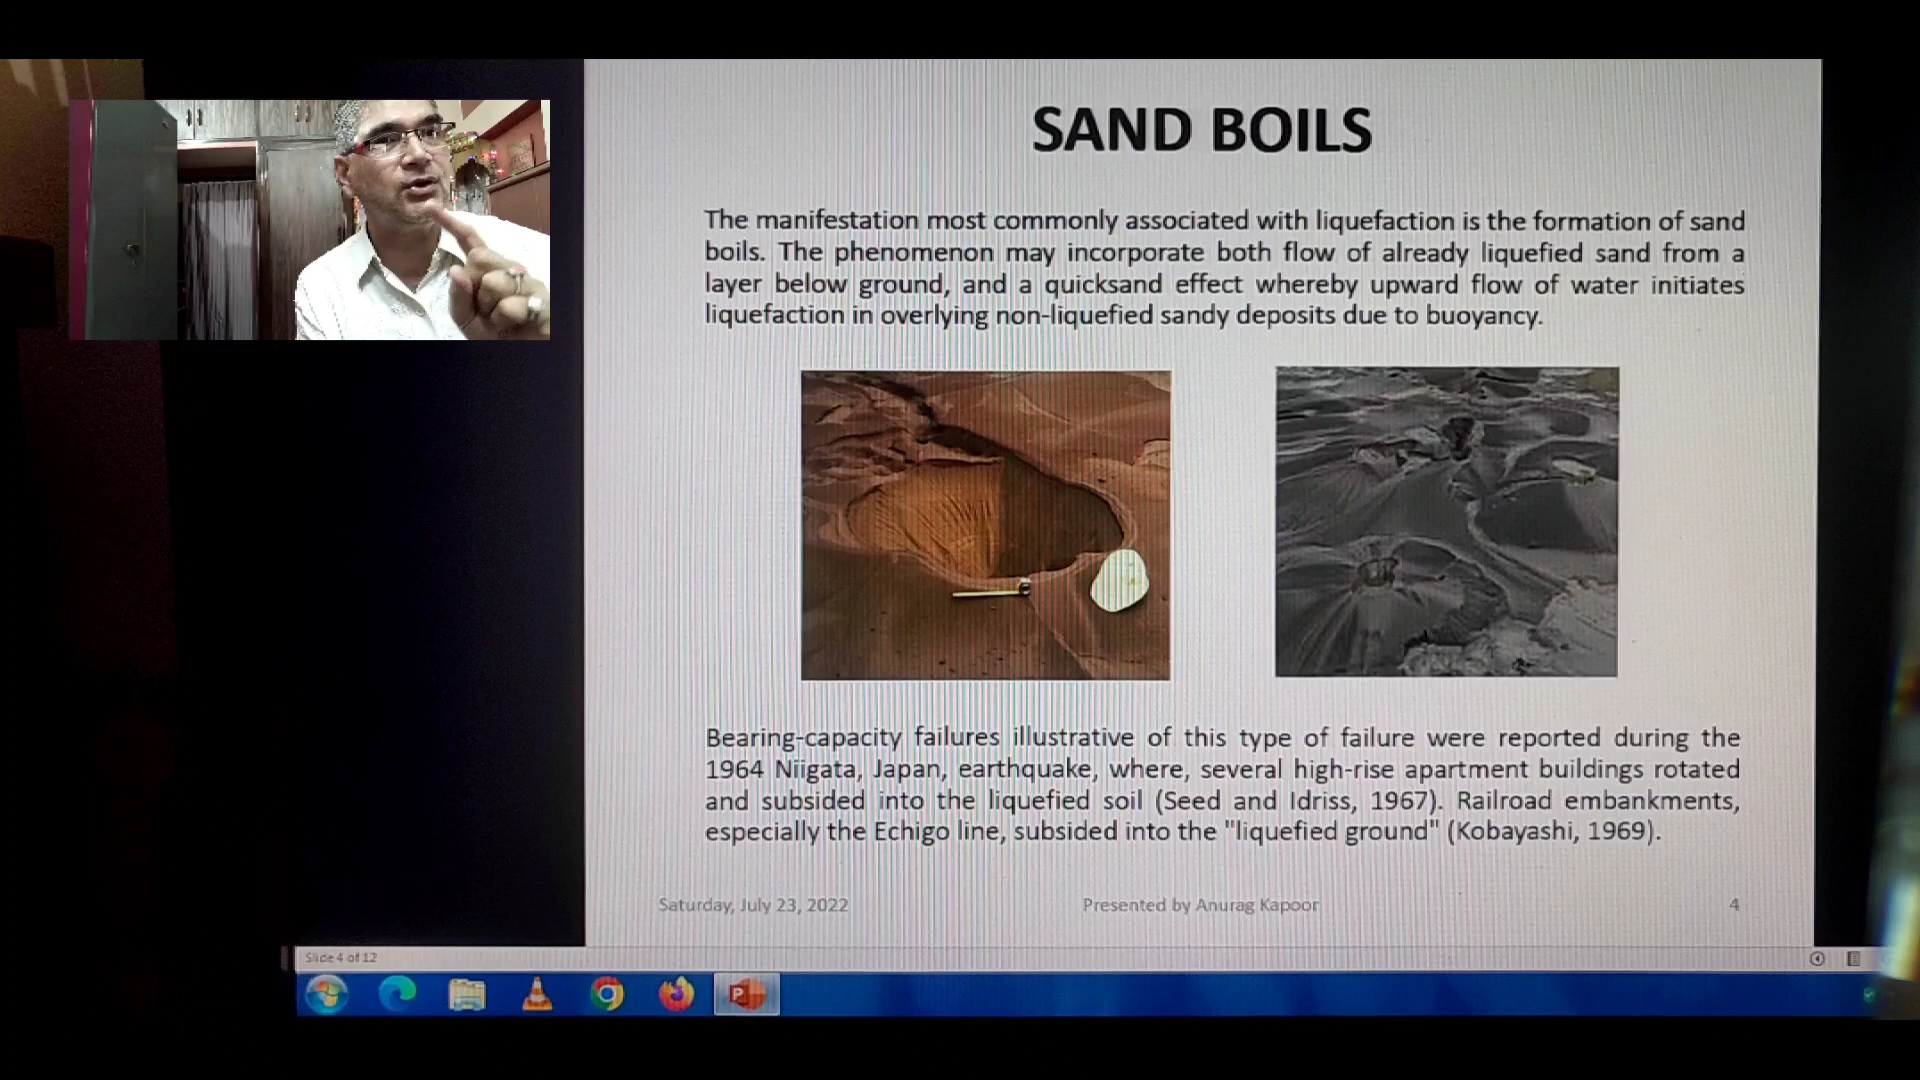 SAND BOILS
The manifestation most commonly associated with liquefaction is the formation of sand
boils. The phenomenon may incorporate both flow of already liquefied sand from a
layer below ground, and a quicksand effect whereby upward flow of water initiates
liquefaction in overlying non-liquefied sandy deposits due to buoyancy.
Bearing-capacity failures illustrative of this type of failure were reported during the
1964 Niigata, Japan, earthquake, where, several high-rise apartment buildings rotated
and subsided into the liquefied soil (Seed and Idriss, 1967). Railroad embankments,
especially the Echigo line, subsided into the "liquefied ground" (Kobayashi, 1969).
Saturday, July 23, 2022
Presented by Anurag Kapoor
4
Slide 4 of 12